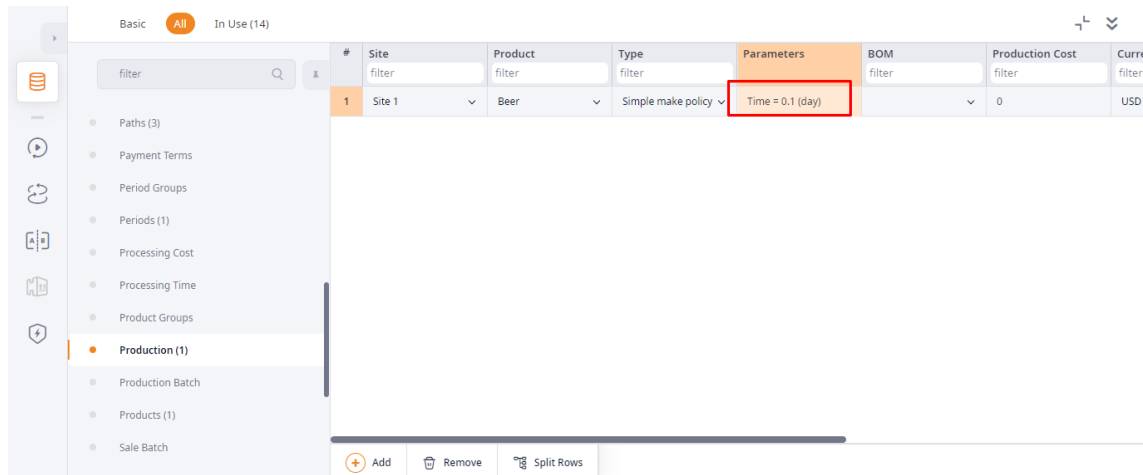 Basic All In Use (14)
filter
Paths (3)
Payment Terms
Period Groups
Periods (1)
Processing Cost
Processing Time
Product Groups
Production (1)
Production Batch
Products (1)
Sale Batch
# Site Product Type Parameters BOM Production Cost Curre
filter filter filter filter filter filter
1 Site 1 Beer Simple make policy Time = 0.1 (day) 0 USD
Add Remove Split Rows